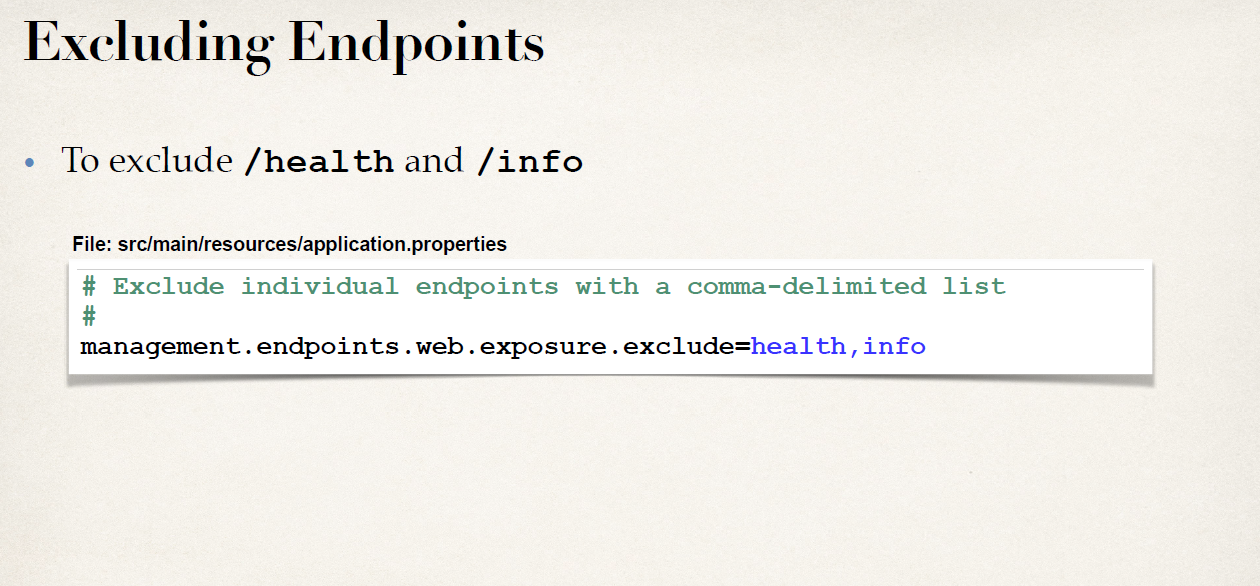 Excluding Endpoints
• To exclude /health and /info
File: src/main/resources/application.properties
# Exclude individual endpoints with a comma-delimited list
#
management.endpoints.web.exposure.exclude=health,info